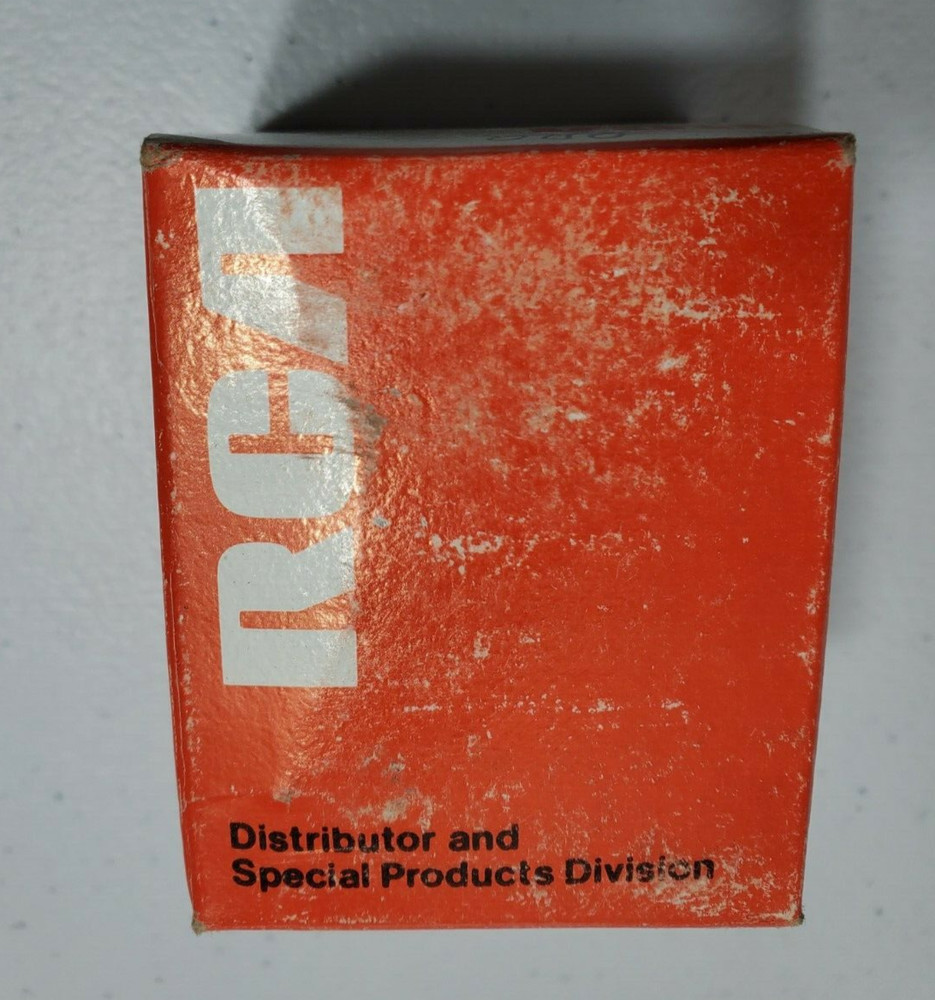 RCA
Distributor and
Special Products Division